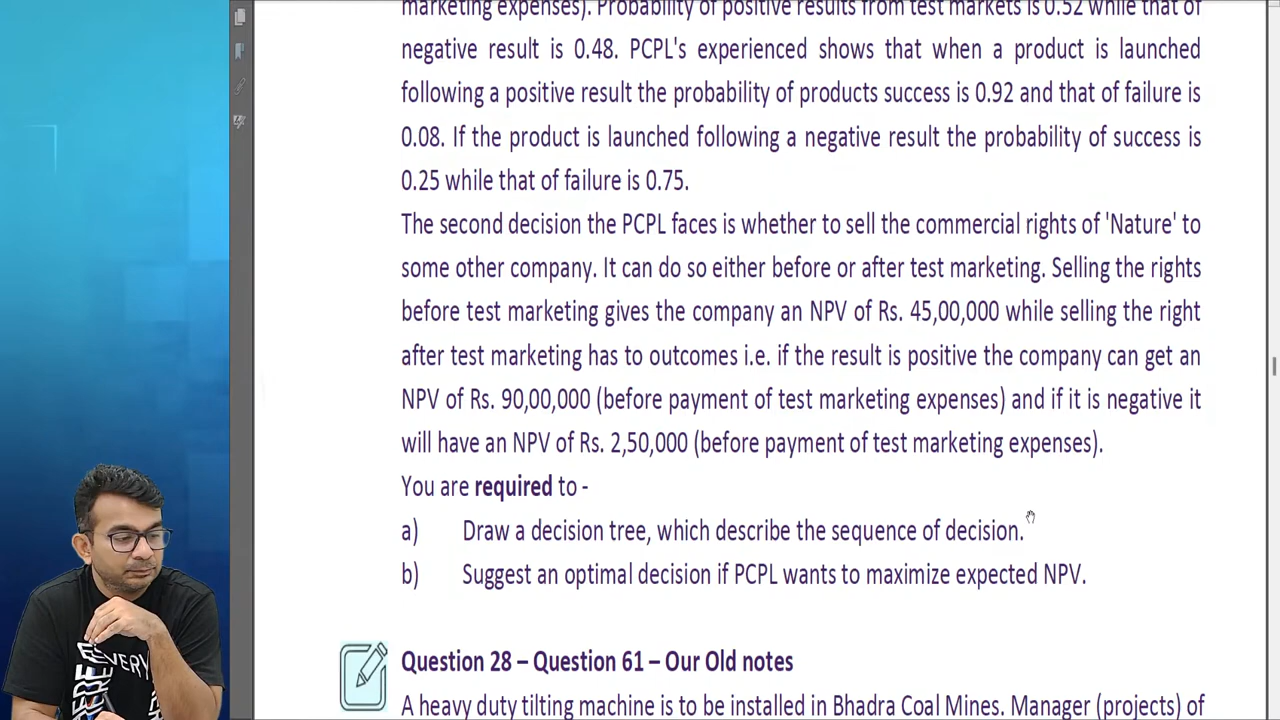 marketing expenses). Probability of positive results from test markets is 0.52 while that of
negative result is 0.48. PCPL's experienced shows that when a product is launched
following a positive result the probability of products success is 0.92 and that of failure is
0.08. If the product is launched following a negative result the probability of success is
0.25 while that of failure is 0.75.
The second decision the PCPL faces is whether to sell the commercial rights of 'Nature' to
some other company. It can do so either before or after test marketing. Selling the rights
before test marketing gives the company an NPV of Rs. 45,00,000 while selling the right
after test marketing has to outcomes i.e. if the result is positive the company can get an
NPV of Rs. 90,00,000 (before payment of test marketing expenses) and if it is negative it
will have an NPV of Rs. 2,50,000 (before payment of test marketing expenses).
You are required to -
a) Draw a decision tree, which describe the sequence of decision.
b) Suggest an optimal decision if PCPL wants to maximize expected NPV.
Question 28 – Question 61 – Our Old notes
A heavy duty tilting machine is to be installed in Bhadra Coal Mines. Manager (projects) of